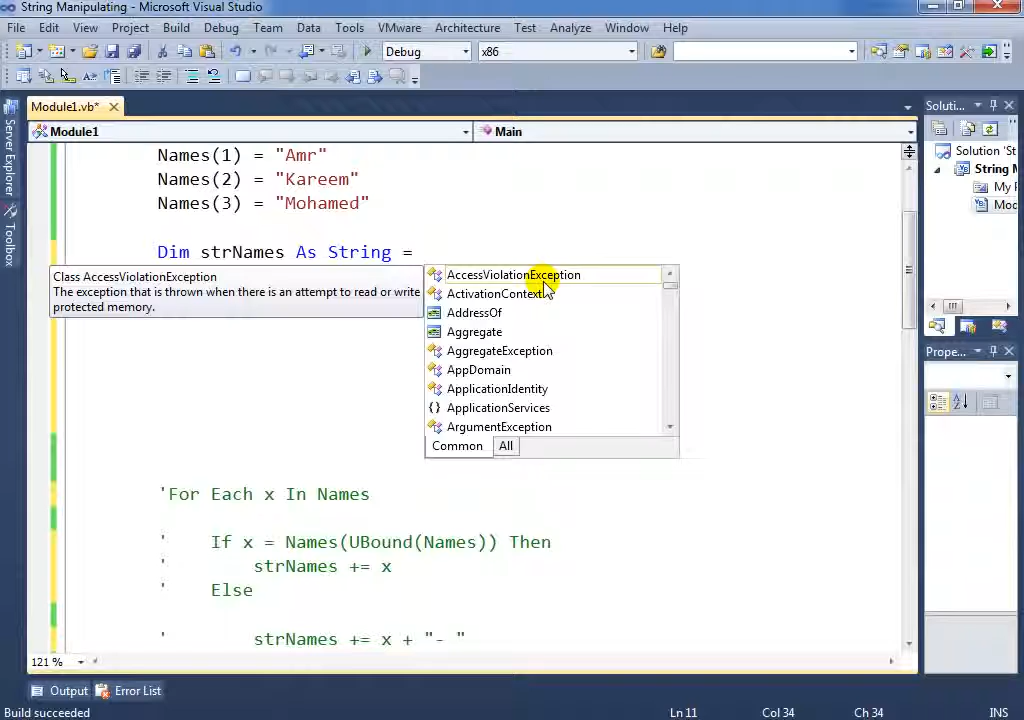 String Manipulating - Microsoft Visual Studio
File Edit View Project Build Debug Team Data Tools VMware Architecture Test Analyze Window Help
Debug x86
Module1.vb*
Soluti...
Module1 Main
Server Explorer
Toolbox
Solution 'St
String M
My P
Mod
Names(1) = "Amr"
Names(2) = "Kareem"
Names(3) = "Mohamed"
Dim strNames As String =
Class AccessViolationException
The exception that is thrown when there is an attempt to read or write
protected memory.
AccessViolationException
ActivationContext
AddressOf
Aggregate
AggregateException
AppDomain
ApplicationIdentity
ApplicationServices
ArgumentException
Common All
Prope...
'For Each x In Names
' If x = Names(UBound(Names)) Then
' strNames += x
' Else
' strNames += x + "- "
121 %
Output Error List
Build succeeded Ln 11 Col 34 Ch 34 INS